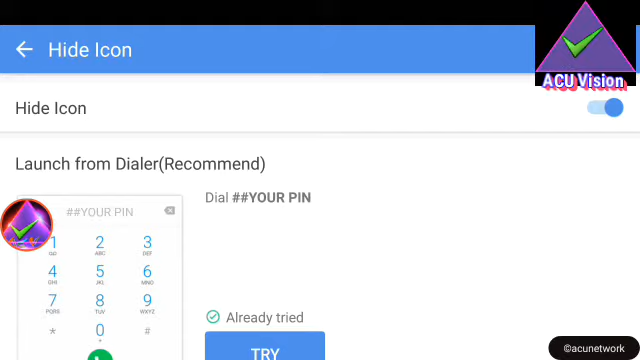 Hide Icon
ACU Vision
Hide Icon
Launch from Dialer(Recommend)
Dial ##YOUR PIN
##YOUR PIN
1 2 3
ABC DEF
4 5 6
GHI JKL MNO
7 8 9
PQRS TUV WXYZ
* 0 #
+
Already tried
TRY
©acunetwork